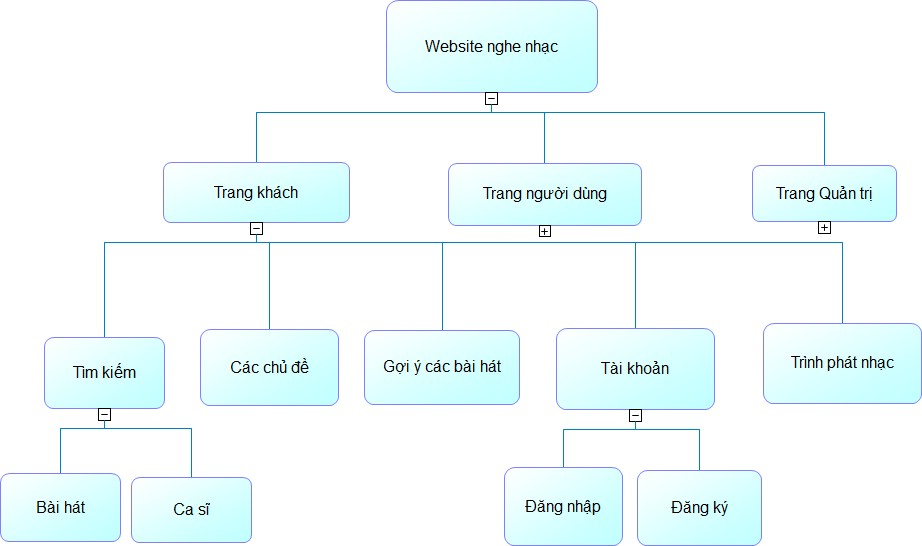 Website nghe nhạc
Trang khách
Trang người dùng
Trang Quản trị
Tìm kiếm
Các chủ đề
Gợi ý các bài hát
Tài khoản
Trình phát nhạc
Bài hát
Ca sĩ
Đăng nhập
Đăng ký